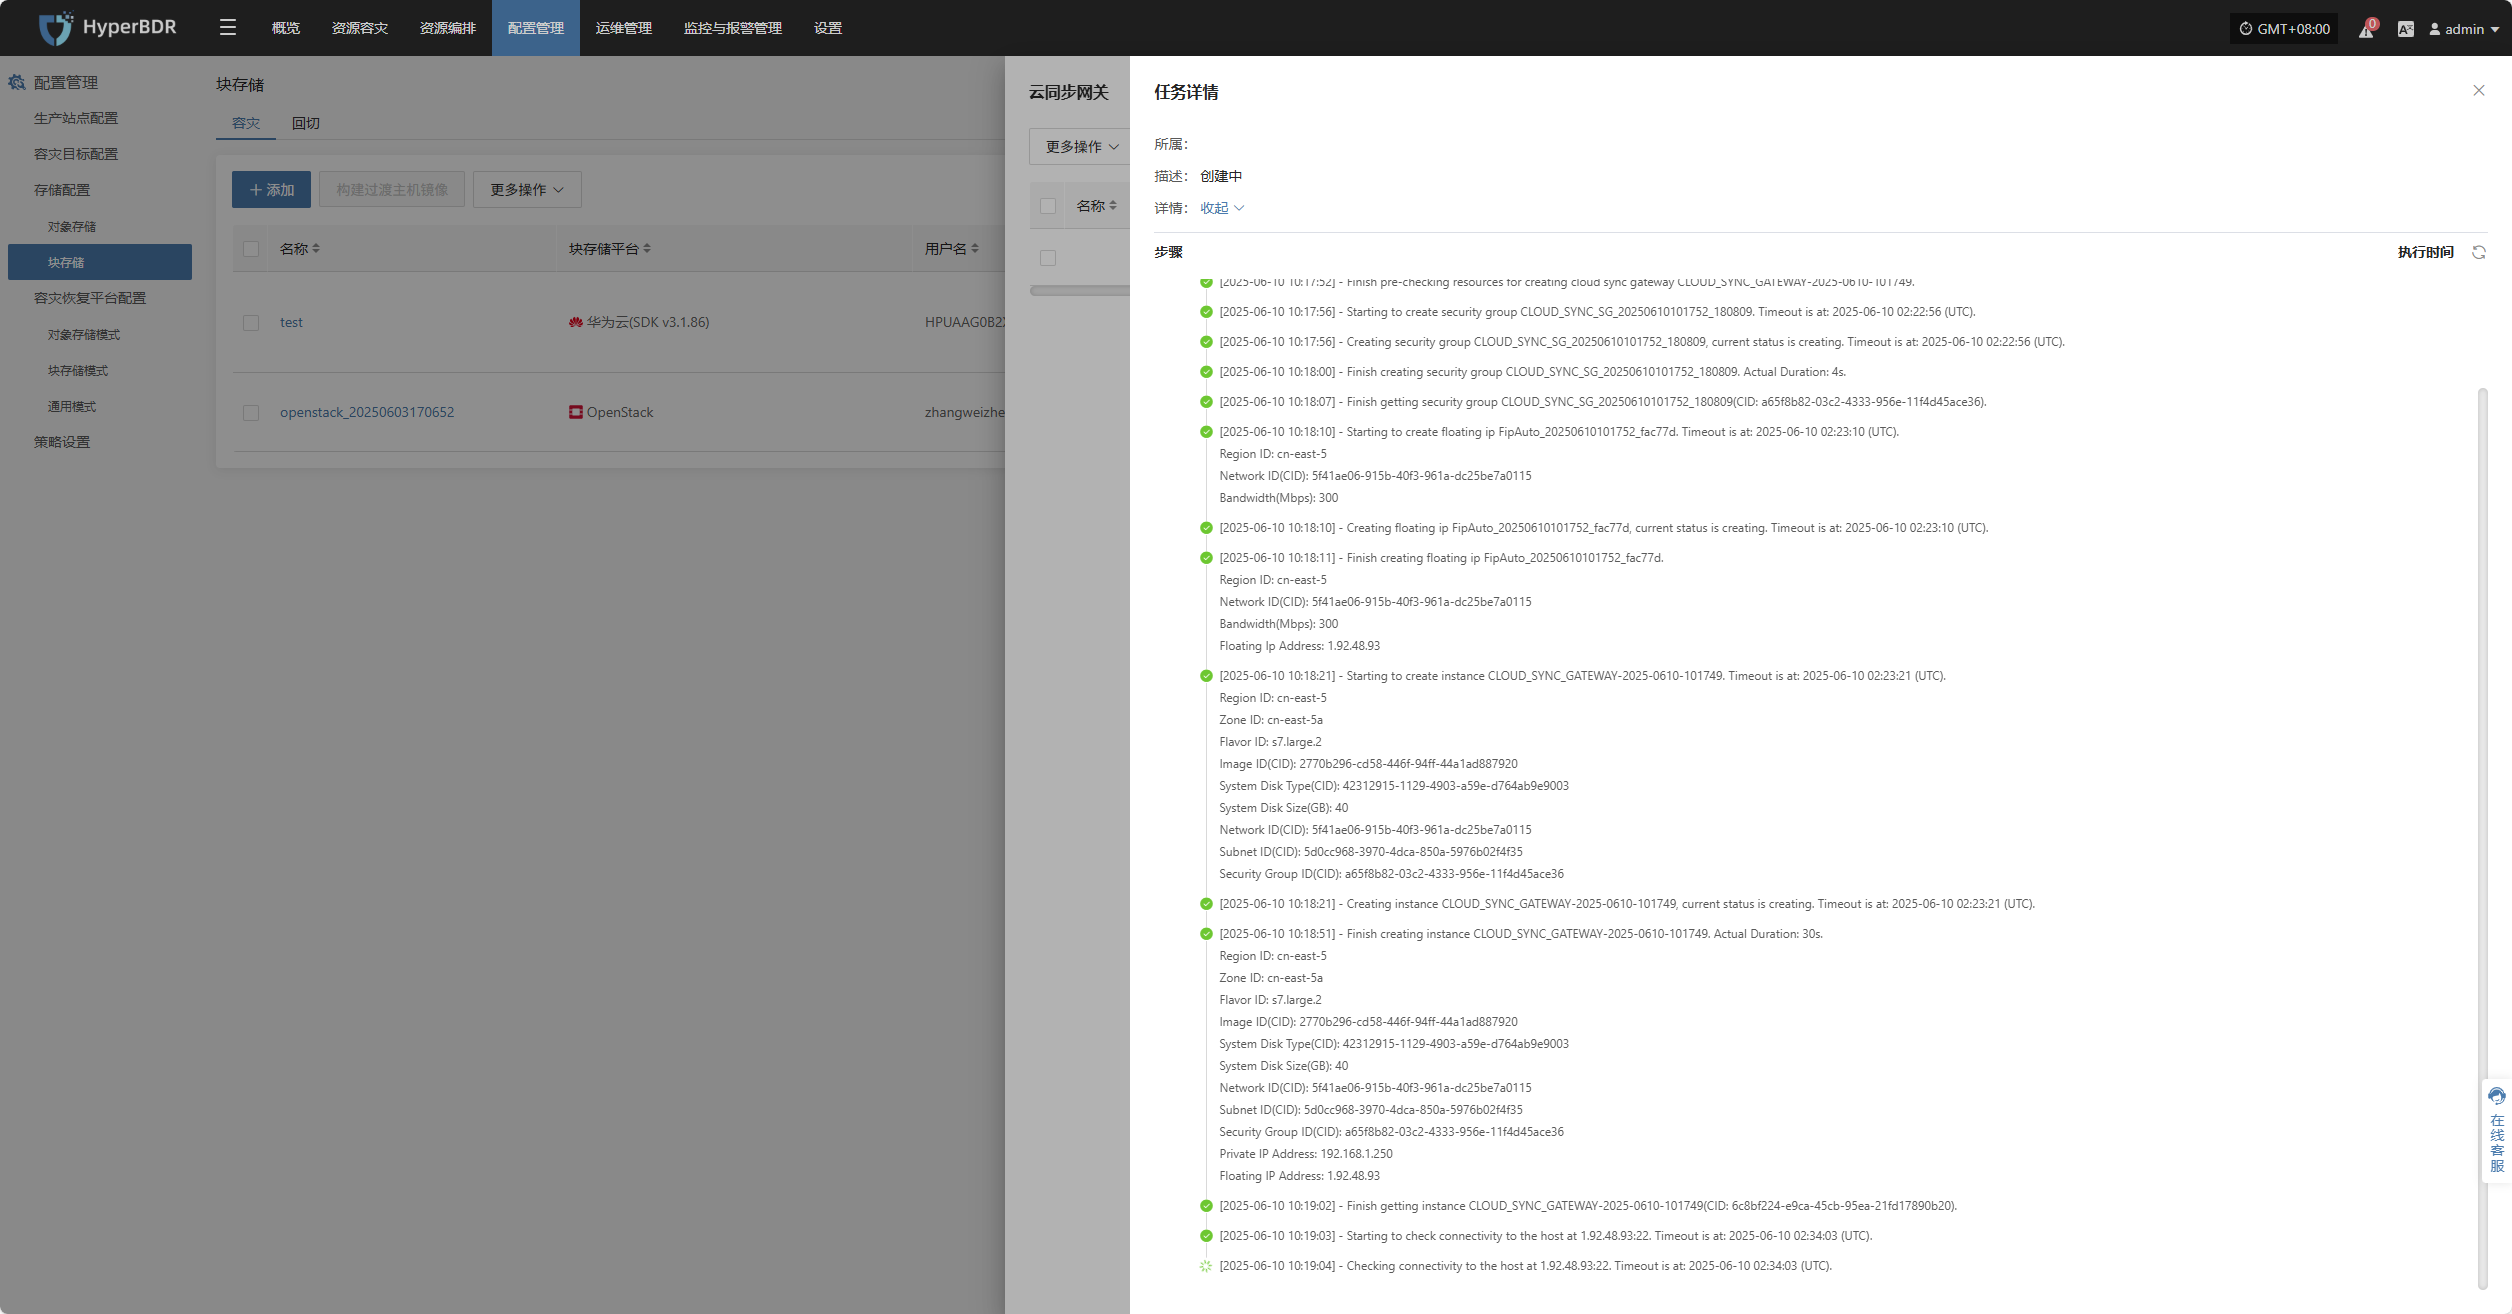 HyperBDR
概览
资源容灾
资源编排
配置管理
运维管理
监控与报警管理
设置
GMT+08:00
0
admin
配置管理
生产站点配置
容灾目标配置
存储配置
对象存储
块存储
容灾恢复平台配置
对象存储模式
块存储模式
通用模式
策略设置
块存储
容灾
回切
添加
构建过渡主机镜像
更多操作
名称
块存储平台
用户名
test
华为云(SDK v3.1.86)
openstack_20250603170652
OpenStack
zhangweizhe
云同步网关
更多操作
名称
任务详情
所属：
描述： 创建中
详情： 收起
步骤
执行时间
[2025-06-10 10:17:52] - Finish pre-checking resources for creating cloud sync gateway CLOUD_SYNC_GATEWAY-2025-0610-101749.
[2025-06-10 10:17:56] - Starting to create security group CLOUD_SYNC_SG_20250610101752_180809. Timeout is at: 2025-06-10 02:22:56 (UTC).
[2025-06-10 10:17:56] - Creating security group CLOUD_SYNC_SG_20250610101752_180809, current status is creating. Timeout is at: 2025-06-10 02:22:56 (UTC).
[2025-06-10 10:18:00] - Finish creating security group CLOUD_SYNC_SG_20250610101752_180809. Actual Duration: 4s.
[2025-06-10 10:18:07] - Finish getting security group CLOUD_SYNC_SG_20250610101752_180809(CID: a65f8b82-03c2-4333-956e-11f4d45ace36).
[2025-06-10 10:18:10] - Starting to create floating ip FipAuto_20250610101752_fac77d. Timeout is at: 2025-06-10 02:23:10 (UTC).
Region ID: cn-east-5
Network ID(CID): 5f41ae06-915b-40f3-961a-dc25be7a0115
Bandwidth(Mbps): 300
[2025-06-10 10:18:10] - Creating floating ip FipAuto_20250610101752_fac77d, current status is creating. Timeout is at: 2025-06-10 02:23:10 (UTC).
[2025-06-10 10:18:11] - Finish creating floating ip FipAuto_20250610101752_fac77d.
Region ID: cn-east-5
Network ID(CID): 5f41ae06-915b-40f3-961a-dc25be7a0115
Bandwidth(Mbps): 300
Floating Ip Address: 1.92.48.93
[2025-06-10 10:18:21] - Starting to create instance CLOUD_SYNC_GATEWAY-2025-0610-101749. Timeout is at: 2025-06-10 02:23:21 (UTC).
Region ID: cn-east-5
Zone ID: cn-east-5a
Flavor ID: s7.large.2
Image ID(CID): 2770b296-cd58-446f-94ff-44a1ad887920
System Disk Type(CID): 42312915-1129-4903-a59e-d764ab9e9003
System Disk Size(GB): 40
Network ID(CID): 5f41ae06-915b-40f3-961a-dc25be7a0115
Subnet ID(CID): 5d0cc968-3970-4dca-850a-5976b02f4f35
Security Group ID(CID): a65f8b82-03c2-4333-956e-11f4d45ace36
[2025-06-10 10:18:21] - Creating instance CLOUD_SYNC_GATEWAY-2025-0610-101749, current status is creating. Timeout is at: 2025-06-10 02:23:21 (UTC).
[2025-06-10 10:18:51] - Finish creating instance CLOUD_SYNC_GATEWAY-2025-0610-101749. Actual Duration: 30s.
Region ID: cn-east-5
Zone ID: cn-east-5a
Flavor ID: s7.large.2
Image ID(CID): 2770b296-cd58-446f-94ff-44a1ad887920
System Disk Type(CID): 42312915-1129-4903-a59e-d764ab9e9003
System Disk Size(GB): 40
Network ID(CID): 5f41ae06-915b-40f3-961a-dc25be7a0115
Subnet ID(CID): 5d0cc968-3970-4dca-850a-5976b02f4f35
Security Group ID(CID): a65f8b82-03c2-4333-956e-11f4d45ace36
Private IP Address: 192.168.1.250
Floating IP Address: 1.92.48.93
[2025-06-10 10:19:02] - Finish getting instance CLOUD_SYNC_GATEWAY-2025-0610-101749(CID: 6c8bf224-e9ca-45cb-95ea-21fd17890b20).
[2025-06-10 10:19:03] - Starting to check connectivity to the host at 1.92.48.93:22. Timeout is at: 2025-06-10 02:34:03 (UTC).
[2025-06-10 10:19:04] - Checking connectivity to the host at 1.92.48.93:22. Timeout is at: 2025-06-10 02:34:03 (UTC).
在线客服